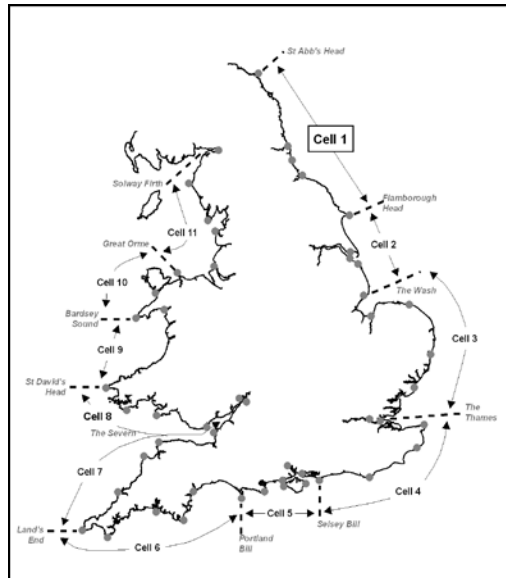 St Abb's Head
Cell 1
Solway Firth
Flamborough
Head
Great Orme
Cell 11
Cell 2
Cell 10
The Wash
Bardsey
Sound
Cell 3
Cell 9
St David's
Head
Cell 8
The
Thames
The Severn
Cell 7
Cell 4
Cell 5
Land's
End
Selsey Bill
Cell 6
Portland
Bill